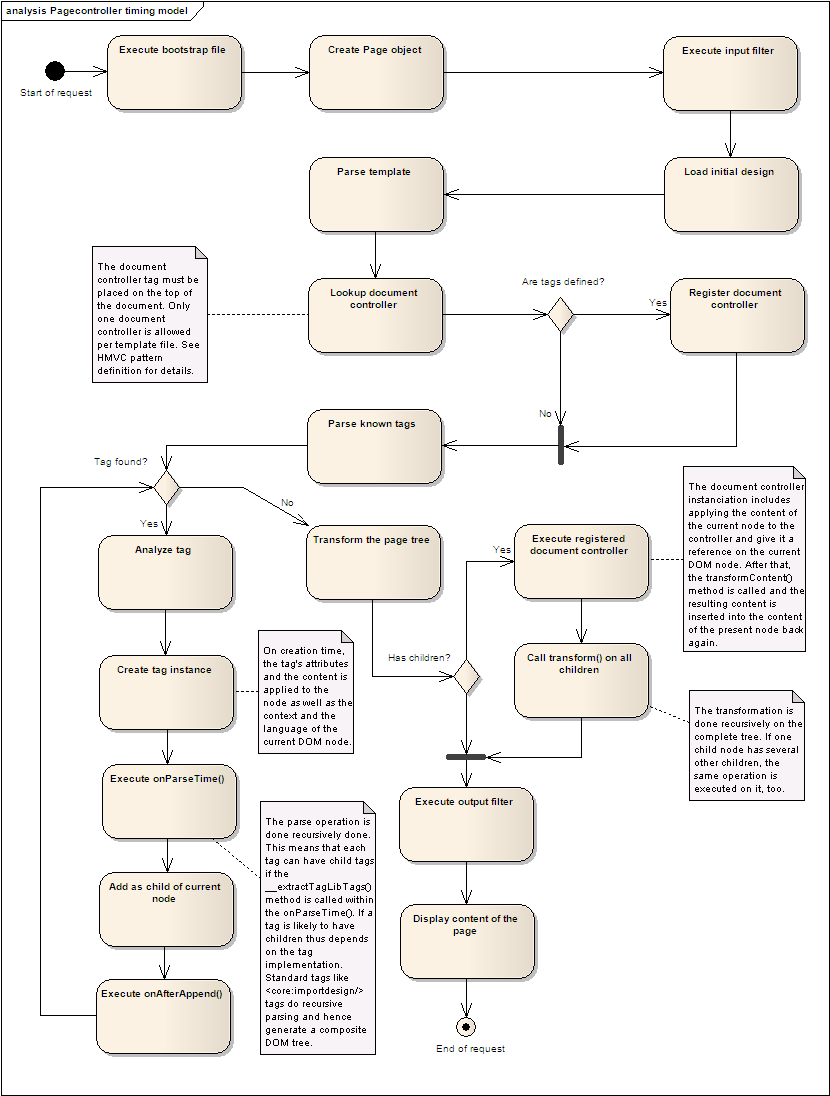 analysis Pagecontroller timing model
Execute bootstrap file
Create Page object
Execute input filter
Start of request
Parse template
Load initial design
The document
controller tag must be
placed on the top of
the document. Only
one document
controller is allowed
per template file. See
HMVC pattern
definition for details.
Lookup document
controller
Are tags defined?
Yes
Register document
controller
No
Parse known tags
Tag found?
Yes
No
Analyze tag
Transform the page tree
Has children?
Yes
Execute registered
document controller
The document controller
instanciation includes
applying the content of
the current node to the
controller and give it a
reference on the current
DOM node. After that,
the transformContent()
method is called and the
resulting content is
inserted into the content
of the present node back
again.
Create tag instance
On creation time,
the tag's attributes
and the content is
applied to the
node as well as the
context and the
language of the
current DOM node.
Call transform() on all
children
The transformation is
done recursively on the
complete tree. If one
child node has several
other children, the
same operation is
executed on it, too.
Execute onParseTime()
The parse operation is
done recursively done.
This means that each
tag can have child tags
if the
__extractTagLibTags()
method is called within
the onParseTime(). If a
tag is likely to have
children thus depends
on the tag
implementation.
Standard tags like
<core:importdesign/>
tags do recursive
parsing and hence
generate a composite
DOM tree.
Execute output filter
Add as child of current
node
Display content of the
page
Execute onAfterAppend()
End of request